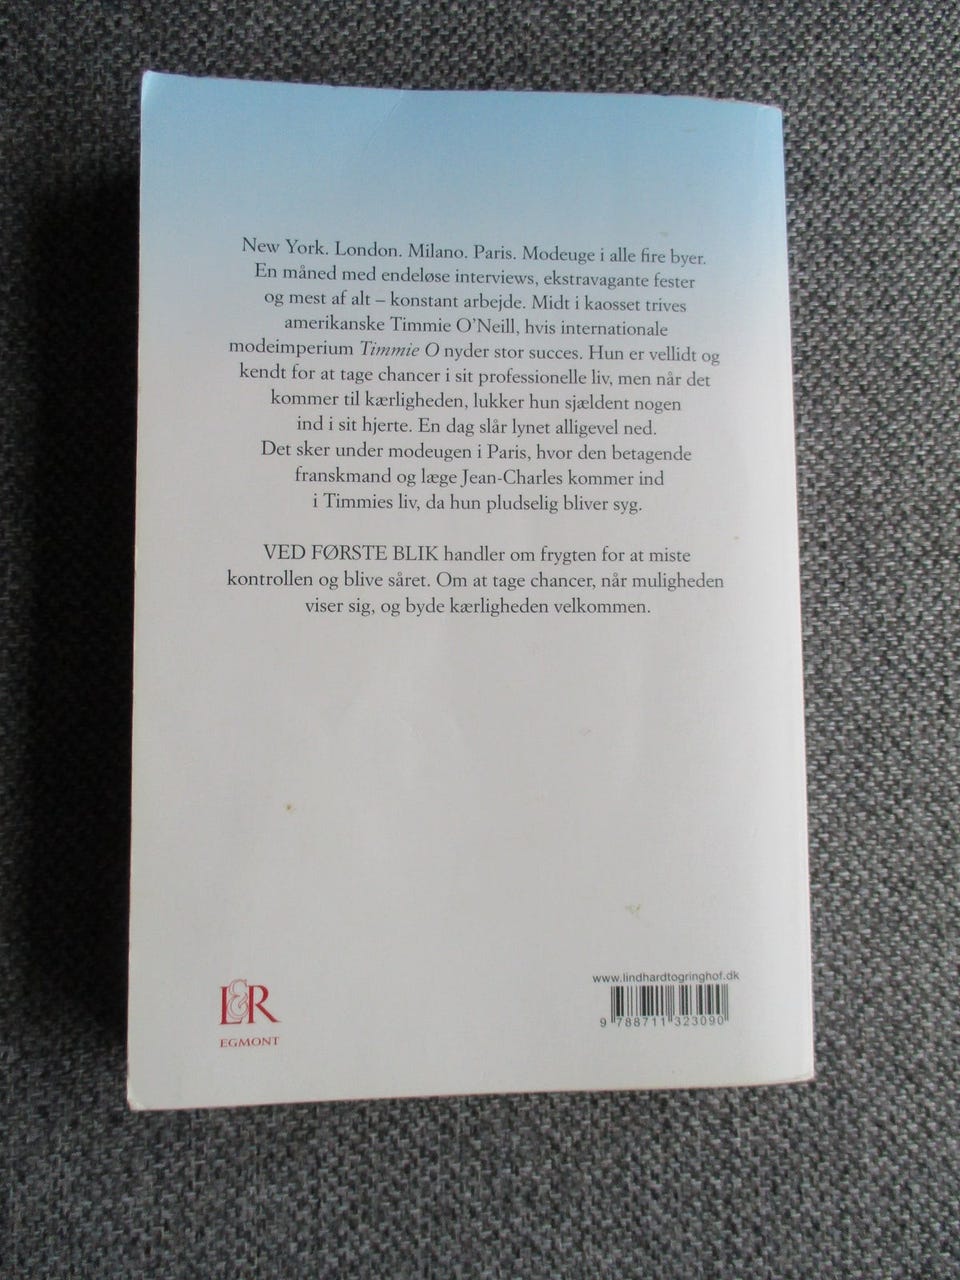 New York. London. Milano. Paris. Modeuge i alle fire byer.
En måned med endeløse interviews, ekstravagante fester
og mest af alt – konstant arbejde. Midt i kaosset trives
amerikanske Timmie O'Neill, hvis internationale
modeimperium Timmie O nyder stor succes. Hun er vellidt og
kendt for at tage chancer i sit professionelle liv, men når det
kommer til kærligheden, lukker hun sjældent nogen
ind i sit hjerte. En dag slår lynet alligevel ned.
Det sker under modeugen i Paris, hvor den betagende
franskmand og læge Jean-Charles kommer ind
i Timmies liv, da hun pludselig bliver syg.
VED FØRSTE BLIK handler om frygten for at miste
kontrollen og blive såret. Om at tage chancer, når muligheden
viser sig, og byde kærligheden velkommen.
L&R
EGMONT
www.lindhardtogringhof.dk
9 788711 323090